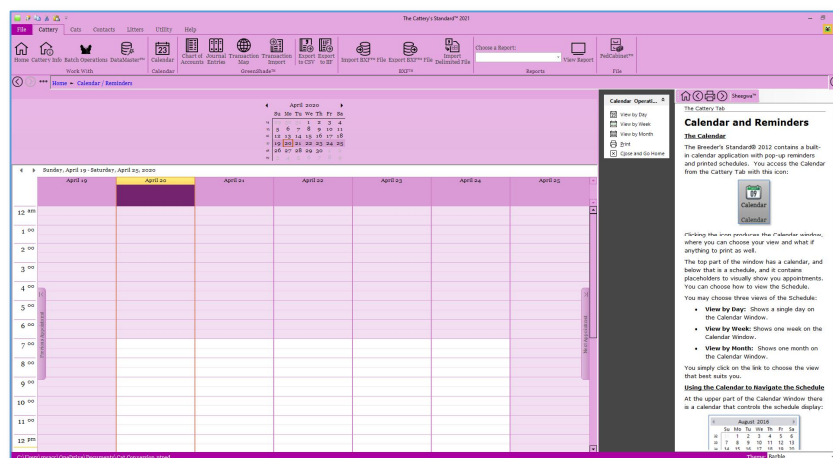 The Cattery's Standard™ 2021
File Cattery Cats Contacts Litters Utility Help
Home Cattery Info Batch Operations DataMaster™ Calendar Chart of Accounts Journal Entries Transaction Map Transaction Import Export to CSV Export to BF Import BXF™ File Export BXF™ File Import Delimited File Choose a Report: View Report PedCabinet™
Work With Calendar GreenShade™ BXF™ Reports File
Home Calendar / Reminders
Sheegwa™
April 2020
Su Mo Tu We Th Fr Sa
1 2 3 4
5 6 7 8 9 10 11
12 13 14 15 16 17 18
19 20 21 22 23 24 25
26 27 28 29 30
Calendar Operati...
View by Day
View by Week
View by Month
Print
Close and Go Home
Sunday, April 19 - Saturday, April 25, 2020
April 19 April 20 April 21 April 22 April 23 April 24 April 25
12 am
1 00
2 00
3 00
4 00
5 00
6 00
7 00
8 00
9 00
10 00
11 00
12 pm
Previous Appointment
Next Appointment
The Cattery Tab
Calendar and Reminders
The Calendar
The Breeder's Standard® 2012 contains a built-
in calendar application with pop-up reminders
and printed schedules. You access the Calendar
from the Cattery Tab with this icon:
09
Calendar
Calendar
Clicking the icon produces the Calendar window,
where you can choose your view and what if
anything to print as well.
The top part of the window has a calendar, and
below that is a schedule, and it contains
placeholders to visually show you appointments.
You can choose how to view the Schedule.
You may choose three views of the Schedule:
• View by Day: Shows a single day on
the Calendar Window.
• View by Week: Shows one week on the
Calendar Window.
• View by Month: Shows one month on
the Calendar Window.
You simply click on the link to choose the view
that best suits you.
Using the Calendar to Navigate the Schedule
At the upper part of the Calendar Window there
is a calendar that controls the schedule display:
August 2016
Su Mo Tu We Th Fr Sa
1 2 3 4 5 6
7 8 9 10 11 12 13
14 15 16 17 18 19 20
Theme: Barbie